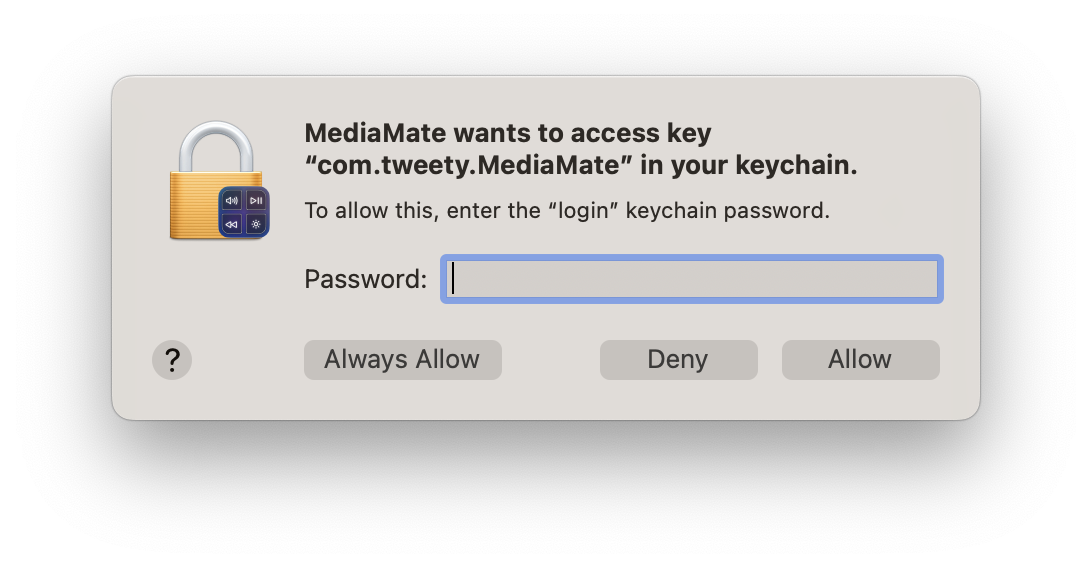 MediaMate wants to access key
“com.tweety.MediaMate” in your keychain.
To allow this, enter the “login” keychain password.
Password:
?
Always Allow
Deny
Allow